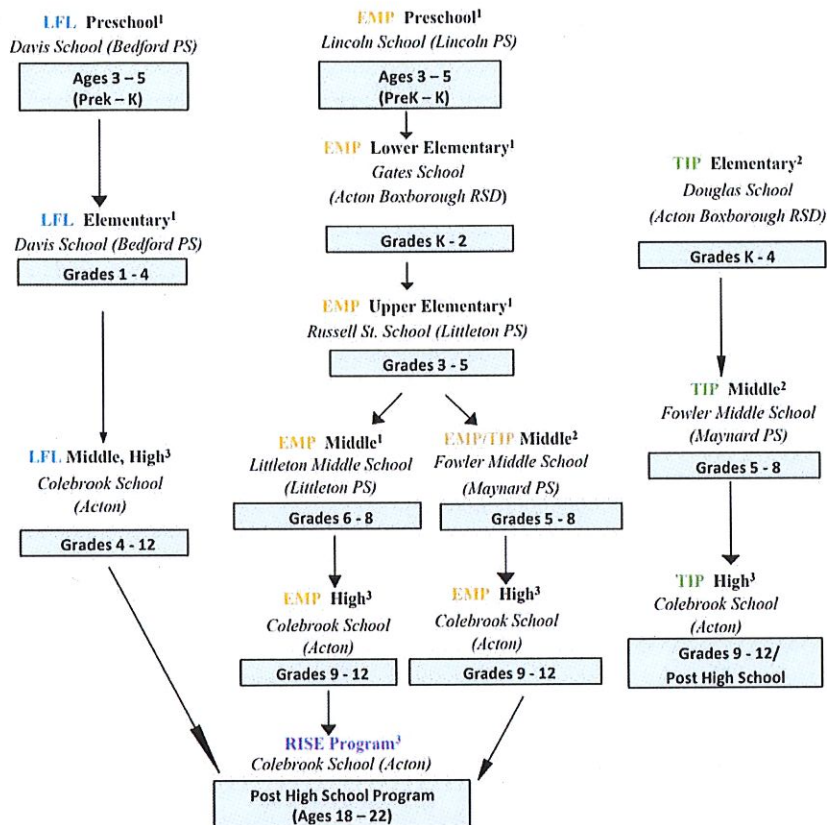 LFL Preschool¹
Davis School (Bedford PS)
Ages 3 – 5
(Prek – K)
LFL Elementary¹
Davis School (Bedford PS)
Grades 1 - 4
LFL Middle, High³
Colebrook School
(Acton)
Grades 4 - 12
EMP Preschool¹
Lincoln School (Lincoln PS)
Ages 3 – 5
(PreK – K)
EMP Lower Elementary¹
Gates School
(Acton Boxborough RSD)
Grades K - 2
EMP Upper Elementary¹
Russell St. School (Littleton PS)
Grades 3 - 5
EMP Middle¹
Littleton Middle School
(Littleton PS)
Grades 6 - 8
EMP High³
Colebrook School
(Acton)
Grades 9 - 12
EMP/TIP Middle²
Fowler Middle School
(Maynard PS)
Grades 5 - 8
EMP High³
Colebrook School
(Acton)
Grades 9 - 12
RISE Program³
Colebrook School (Acton)
Post High School Program
(Ages 18 – 22)
TIP Elementary²
Douglas School
(Acton Boxborough RSD)
Grades K - 4
TIP Middle²
Fowler Middle School
(Maynard PS)
Grades 5 - 8
TIP High³
Colebrook School
(Acton)
Grades 9 - 12/
Post High School